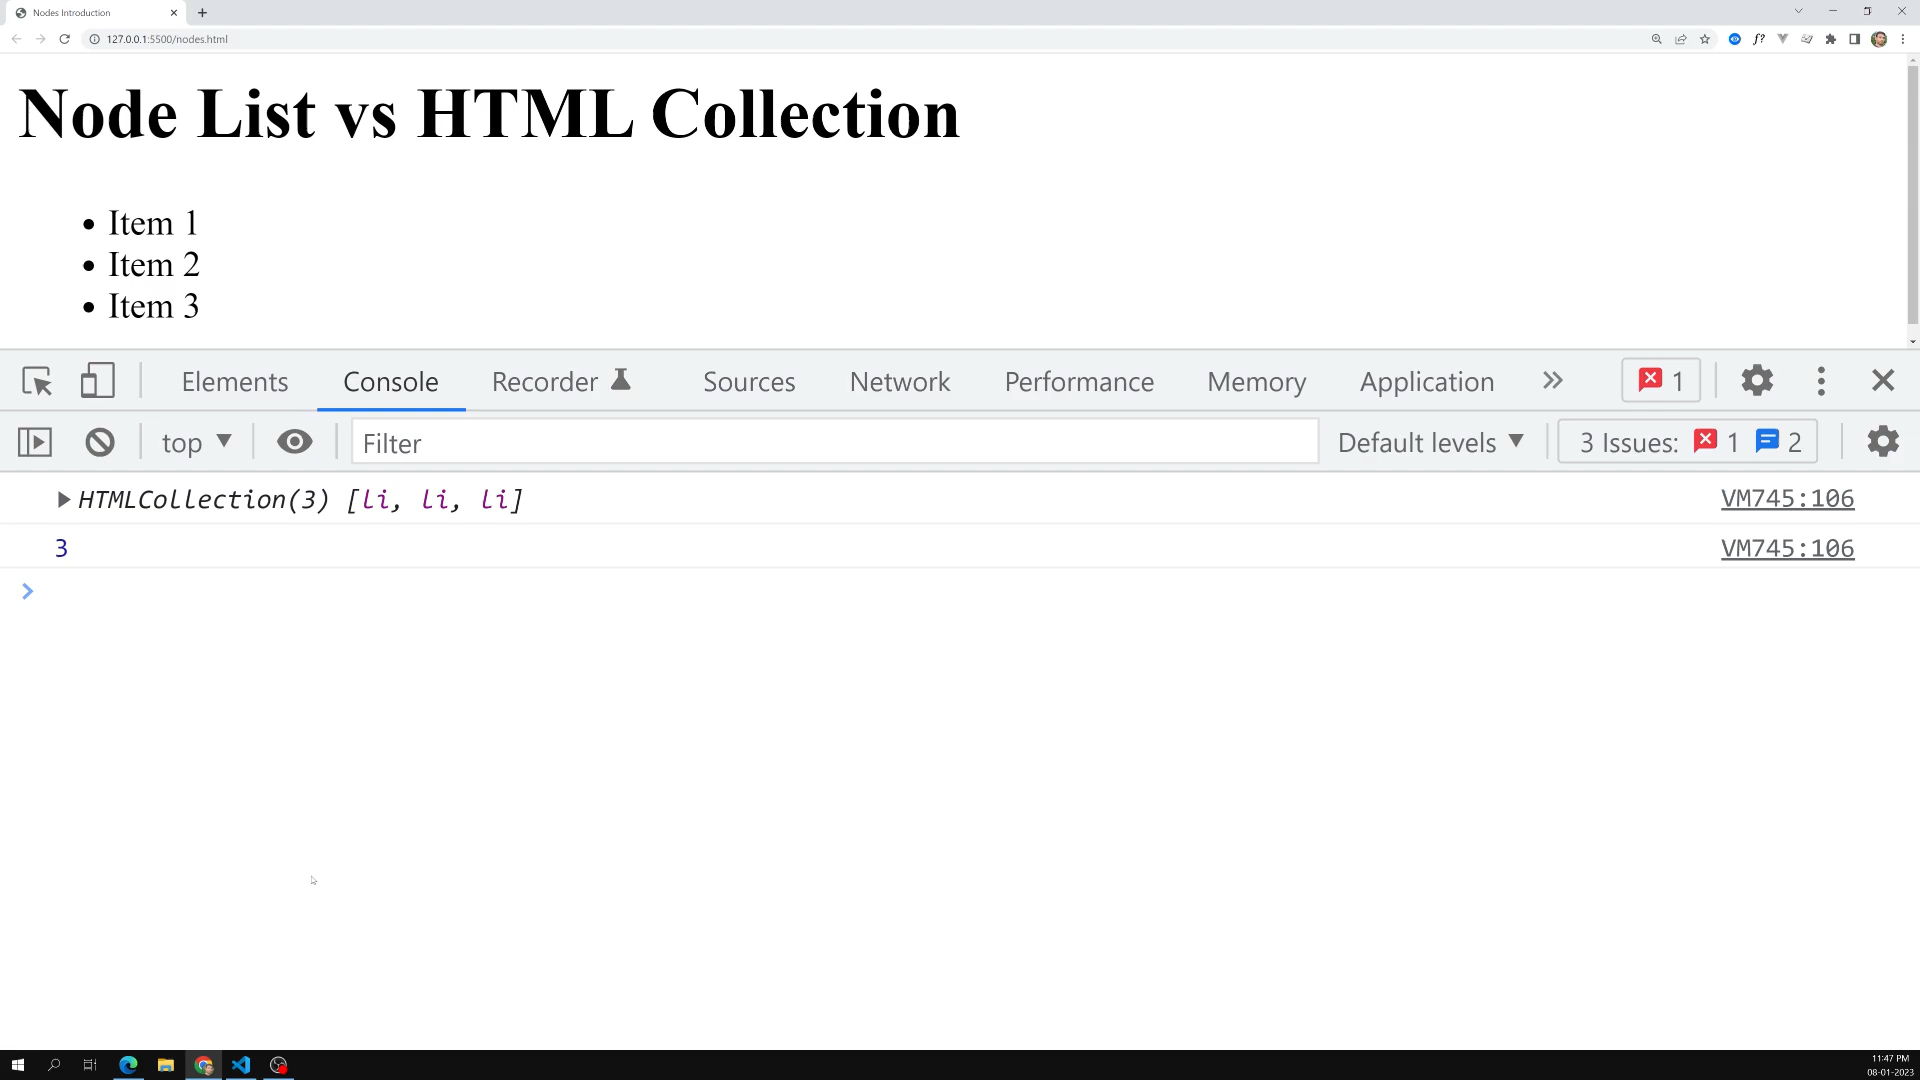 Nodes Introduction
127.0.0.1:5500/nodes.html
f?
Node List vs HTML Collection
Item 1
Item 2
Item 3
Elements Console Recorder Sources Network Performance Memory Application 1
top Filter Default levels 3 Issues: 1 2
HTMLCollection(3) [li, li, li] VM745:106
3 VM745:106
11:47 PM
08-01-2023